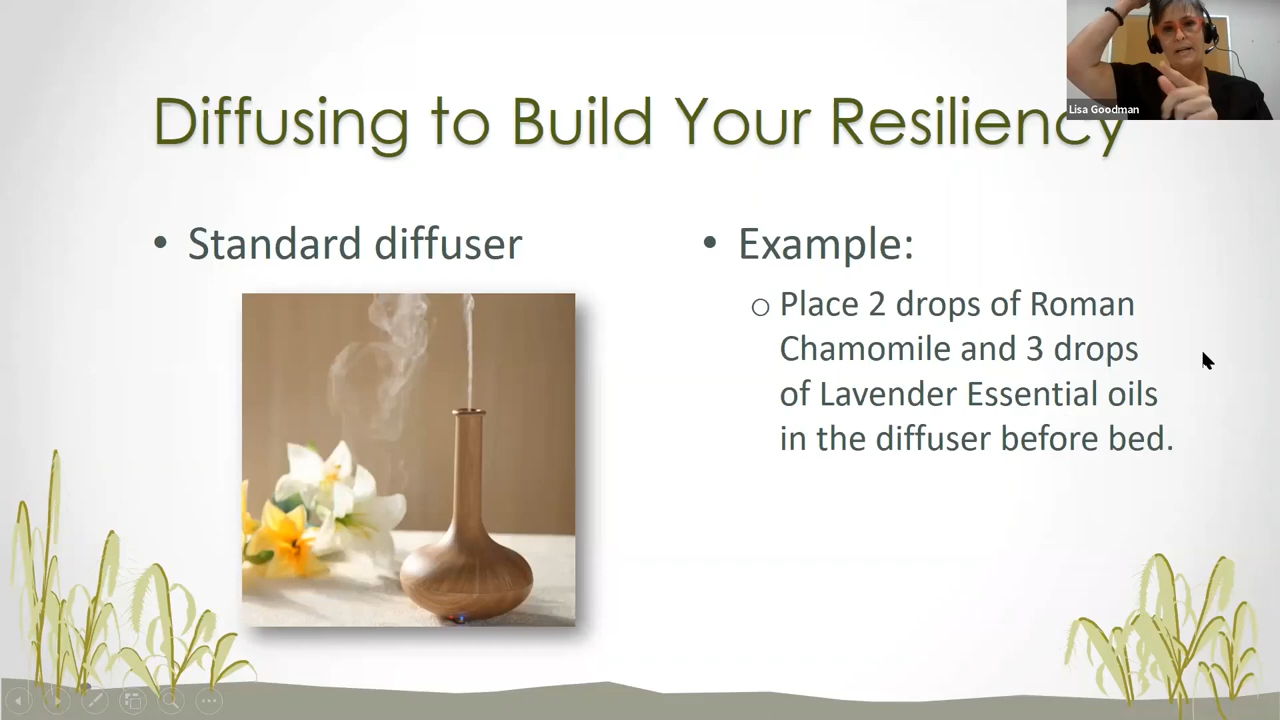 Lisa Goodman
Diffusing to Build Your Resiliency
• Standard diffuser
• Example:
o Place 2 drops of Roman
Chamomile and 3 drops
of Lavender Essential oils
in the diffuser before bed.